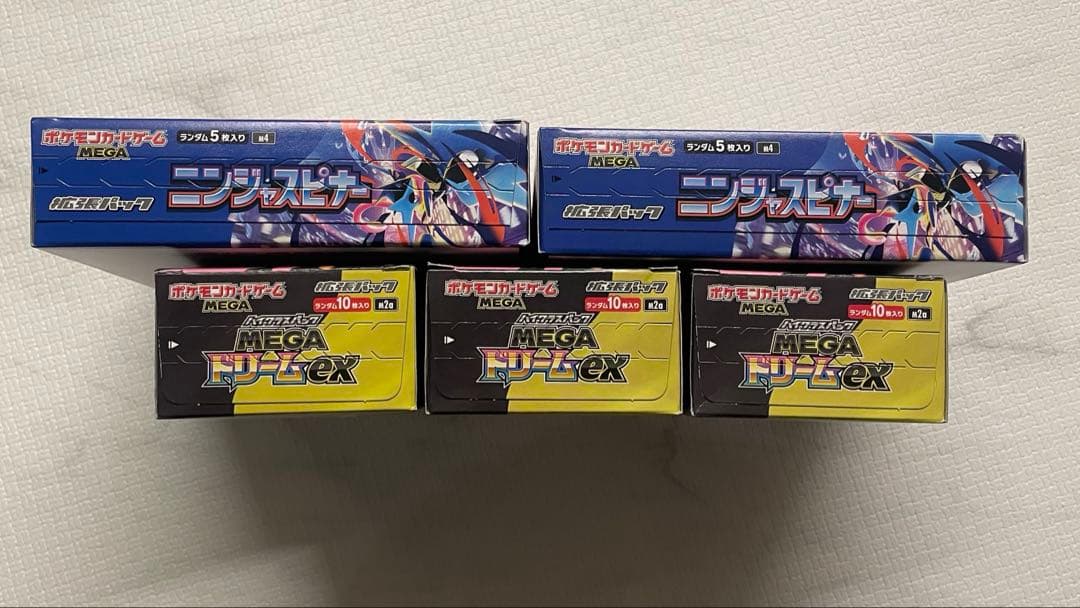 ポケモンカードゲーム
MEGA
ランダム5枚入り M4
ニンジャスピナー
拡張パック
ポケモンカードゲーム
MEGA
ランダム5枚入り M4
ニンジャスピナー
拡張パック
ポケモンカードゲーム
MEGA
拡張パック
ランダム10枚入り M2a
ハイクラスパック
MEGA
ドリームex
ポケモンカードゲーム
MEGA
拡張パック
ランダム10枚入り M2a
ハイクラスパック
MEGA
ドリームex
ポケモンカードゲーム
MEGA
拡張パック
ランダム10枚入り M2a
ハイクラスパック
MEGA
ドリームex